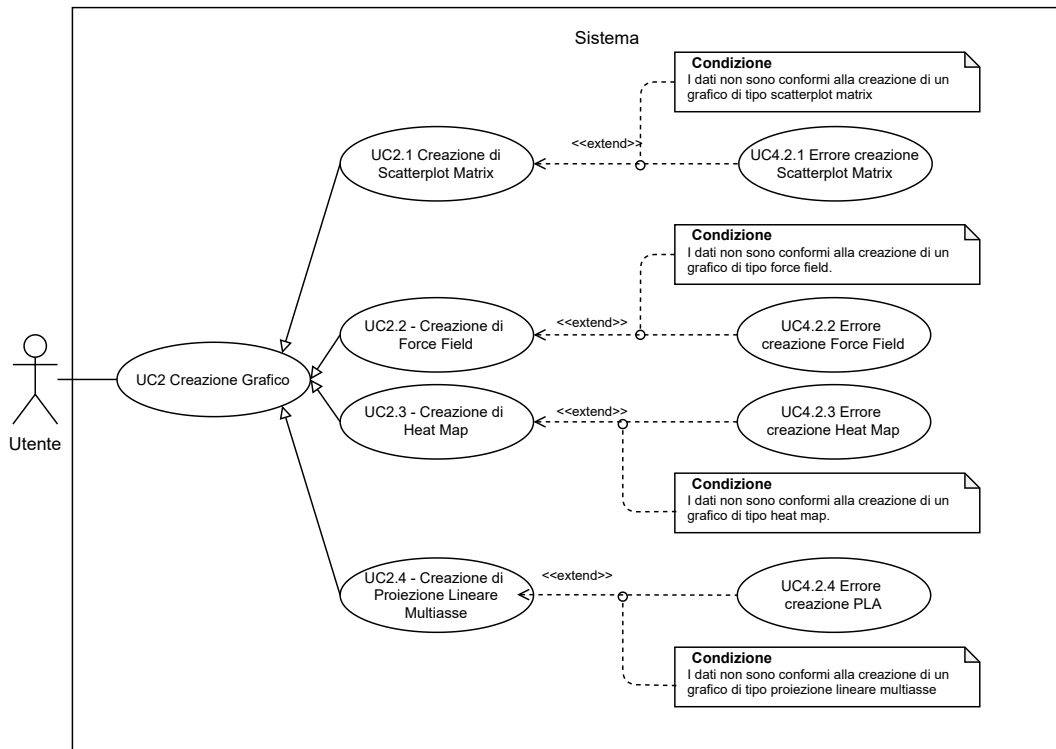 Sistema
Condizione
I dati non sono conformi alla creazione di un
grafico di tipo scatterplot matrix
<<extend>>
UC2.1 Creazione di
Scatterplot Matrix
UC4.2.1 Errore creazione
Scatterplot Matrix
Condizione
I dati non sono conformi alla creazione di un
grafico di tipo force field.
<<extend>>
UC2.2 - Creazione di
Force Field
UC4.2.2 Errore
creazione Force Field
UC2 Creazione Grafico
Utente
<<extend>>
UC2.3 - Creazione di
Heat Map
UC4.2.3 Errore
creazione Heat Map
Condizione
I dati non sono conformi alla creazione di un
grafico di tipo heat map.
<<extend>>
UC2.4 - Creazione di
Proiezione Lineare
Multiasse
UC4.2.4 Errore
creazione PLA
Condizione
I dati non sono conformi alla creazione di un
grafico di tipo proiezione lineare multiasse